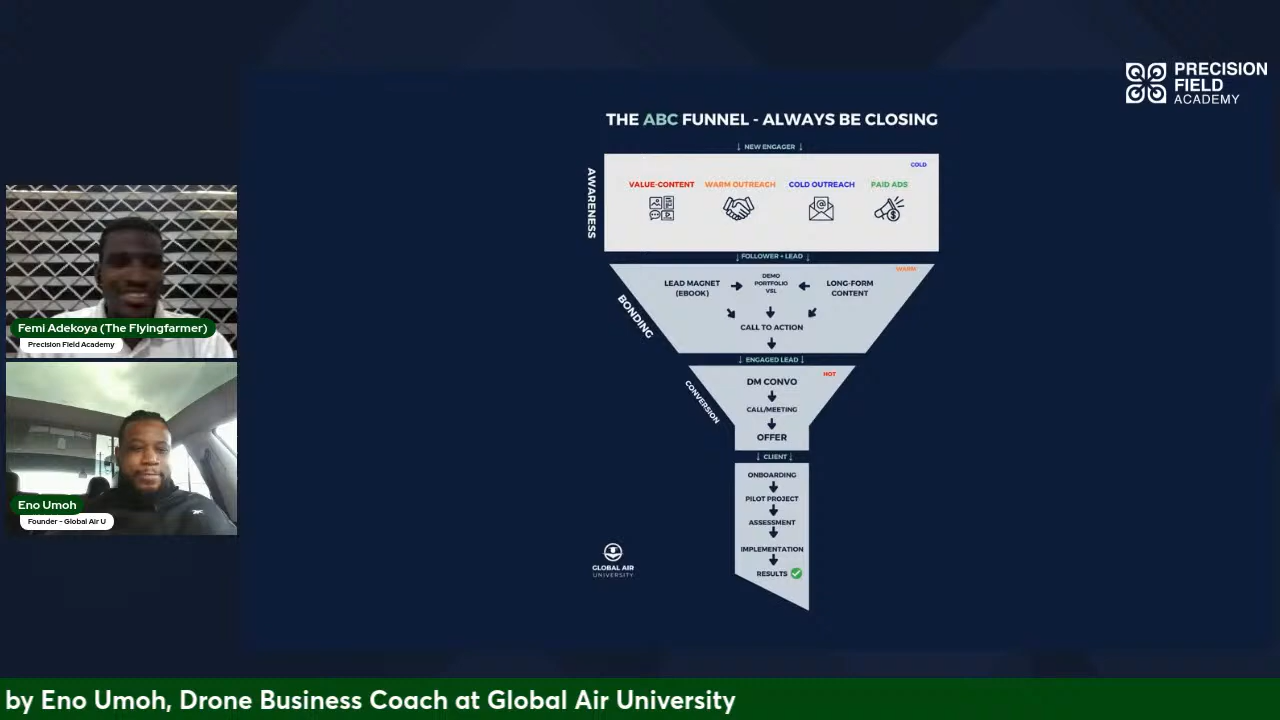 PRECISION
FIELD
ACADEMY
THE ABC FUNNEL - ALWAYS BE CLOSING
↓ NEW ENGAGER ↓
COLD
AWARENESS
VALUE-CONTENT WARM OUTREACH COLD OUTREACH PAID ADS
↓ FOLLOWER + LEAD ↓
WARM
BONDING
LEAD MAGNET
(EBOOK)
DEMO
PORTFOLIO
VSL
LONG-FORM
CONTENT
CALL TO ACTION
↓ ENGAGED LEAD ↓
HOT
CONVERSION
DM CONVO
CALL/MEETING
OFFER
↓ CLIENT ↓
ONBOARDING
PILOT PROJECT
ASSESSMENT
IMPLEMENTATION
RESULTS
GLOBAL AIR
UNIVERSITY
Femi Adekoya (The Flyingfarmer)
Precision Field Academy
Eno Umoh
Founder - Global Air U
by Eno Umoh, Drone Business Coach at Global Air University